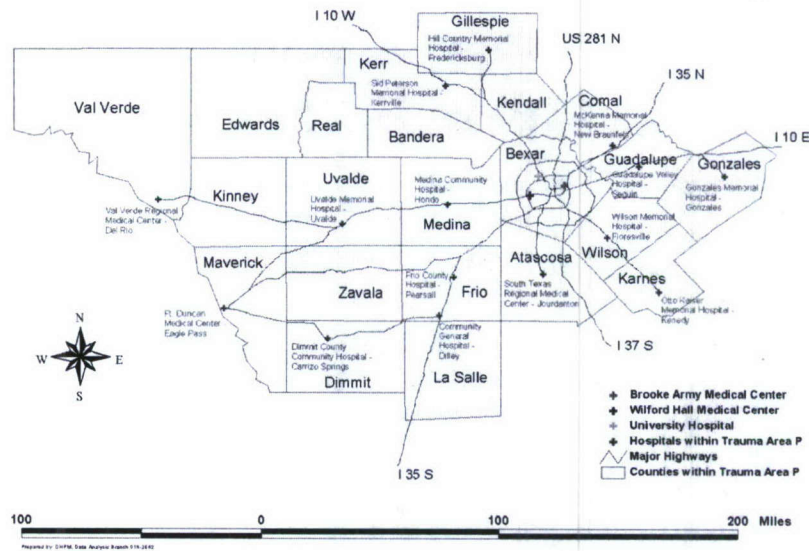 I 10 W
Gillespie
Hill Country Memorial
Hospital -
Fredericksburg
US 281 N
I 35 N
Kerr
Sid Peterson
Memorial Hospital -
Kerrville
Kendall
Comal
McKenna Memorial
Hospital -
New Braunfels
I 10 E
Val Verde
Edwards
Real
Bandera
Bexar
Guadalupe
Guadalupe Valley
Hospital -
Seguin
Gonzales
Gonzales Memorial
Hospital -
Gonzales
Kinney
Uvalde
Uvalde Memorial
Hospital -
Uvalde
Medina Community
Hospital -
Hondo
Medina
Val Verde Regional
Medical Center -
Del Rio
Wilson Memorial
Hospital -
Floresville
Wilson
Maverick
Zavala
Frio County
Hospital -
Pearsall
Frio
Atascosa
South Texas
Regional Medical
Center - Jourdanton
Karnes
Otto Kaiser
Memorial Hospital -
Kenedy
Ft. Duncan
Medical Center
Eagle Pass
Dimmit County
Community Hospital -
Carrizo Springs
Dimmit
Community
General
Hospital -
Dilley
La Salle
I 37 S
I 35 S
N
W
E
S
Brooke Army Medical Center
Wilford Hall Medical Center
University Hospital
Hospitals within Trauma Area P
Major Highways
Counties within Trauma Area P
100
0
100
200 Miles